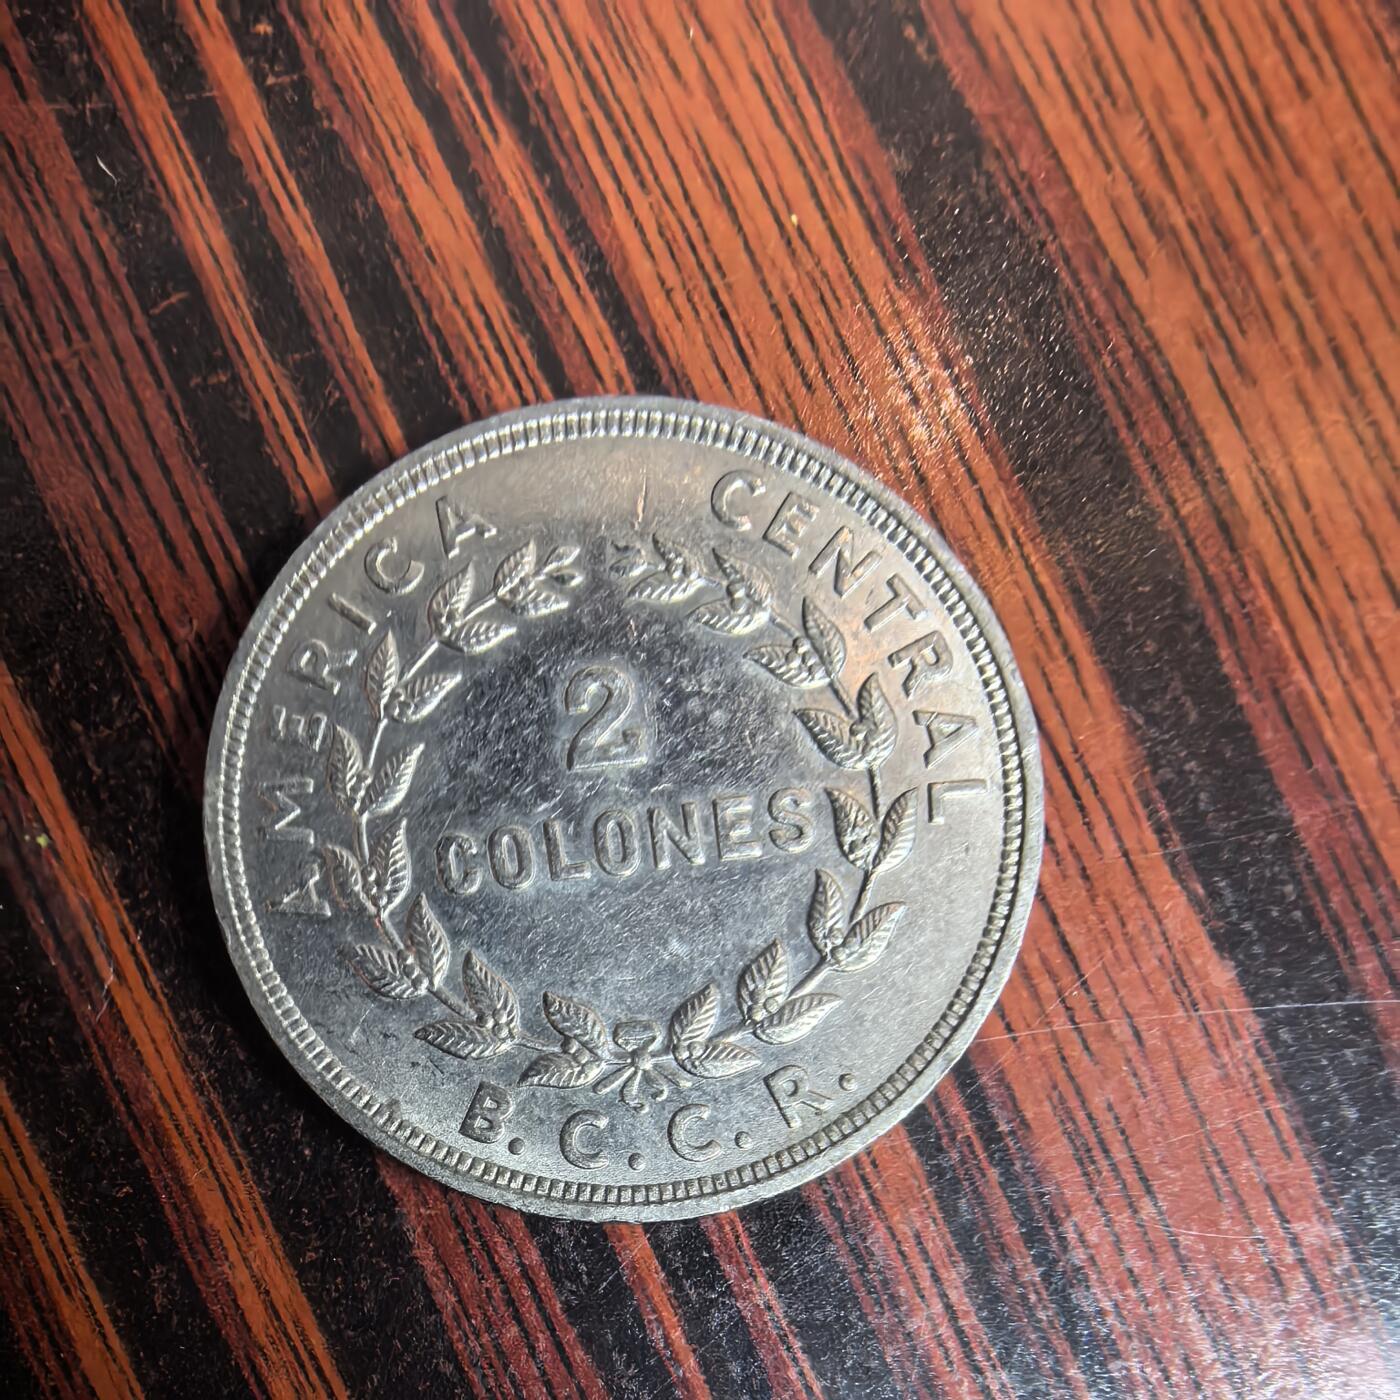 AMERICA CENTRAL
2
COLONES
B.C.C.R.